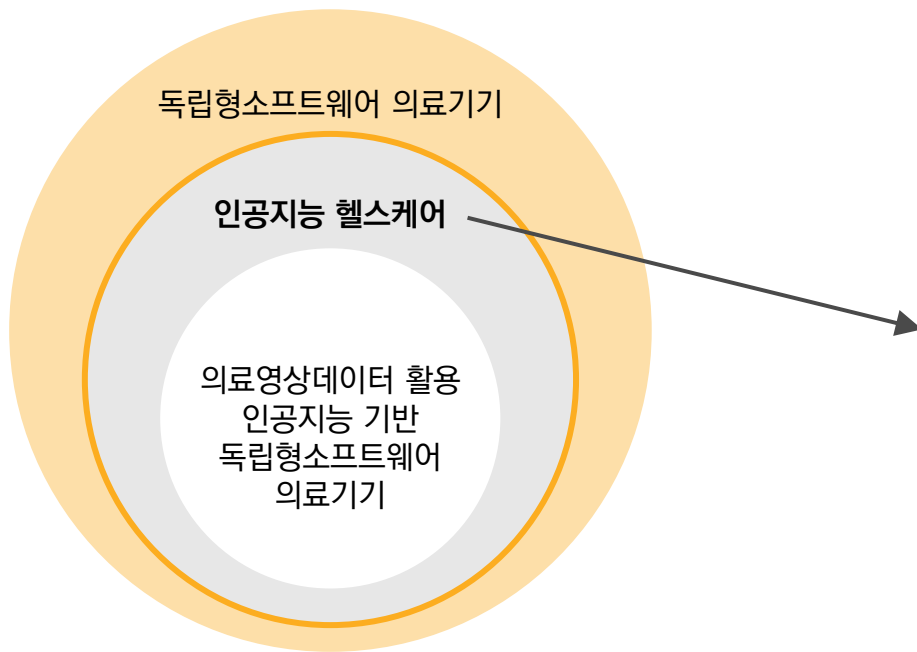 독립형소프트웨어 의료기기
인공지능 헬스케어
의료영상데이터 활용
인공지능 기반
독립형소프트웨어
의료기기